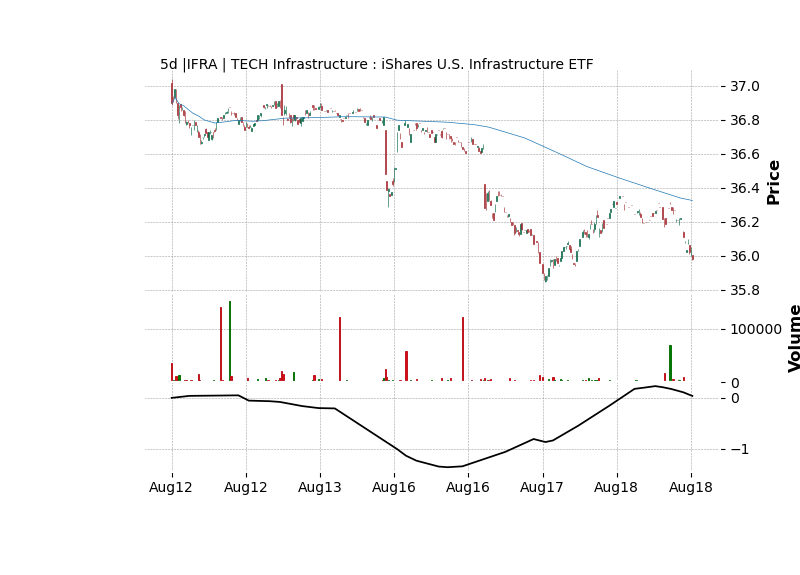 5d |IFRA | TECH Infrastructure : iShares U.S. Infrastructure ETF
37.0
36.8
36.6
36.4
36.2
36.0
35.8
Price
100000
0
Volume
0
−1
Aug12 Aug12 Aug13 Aug16 Aug16 Aug17 Aug18 Aug18